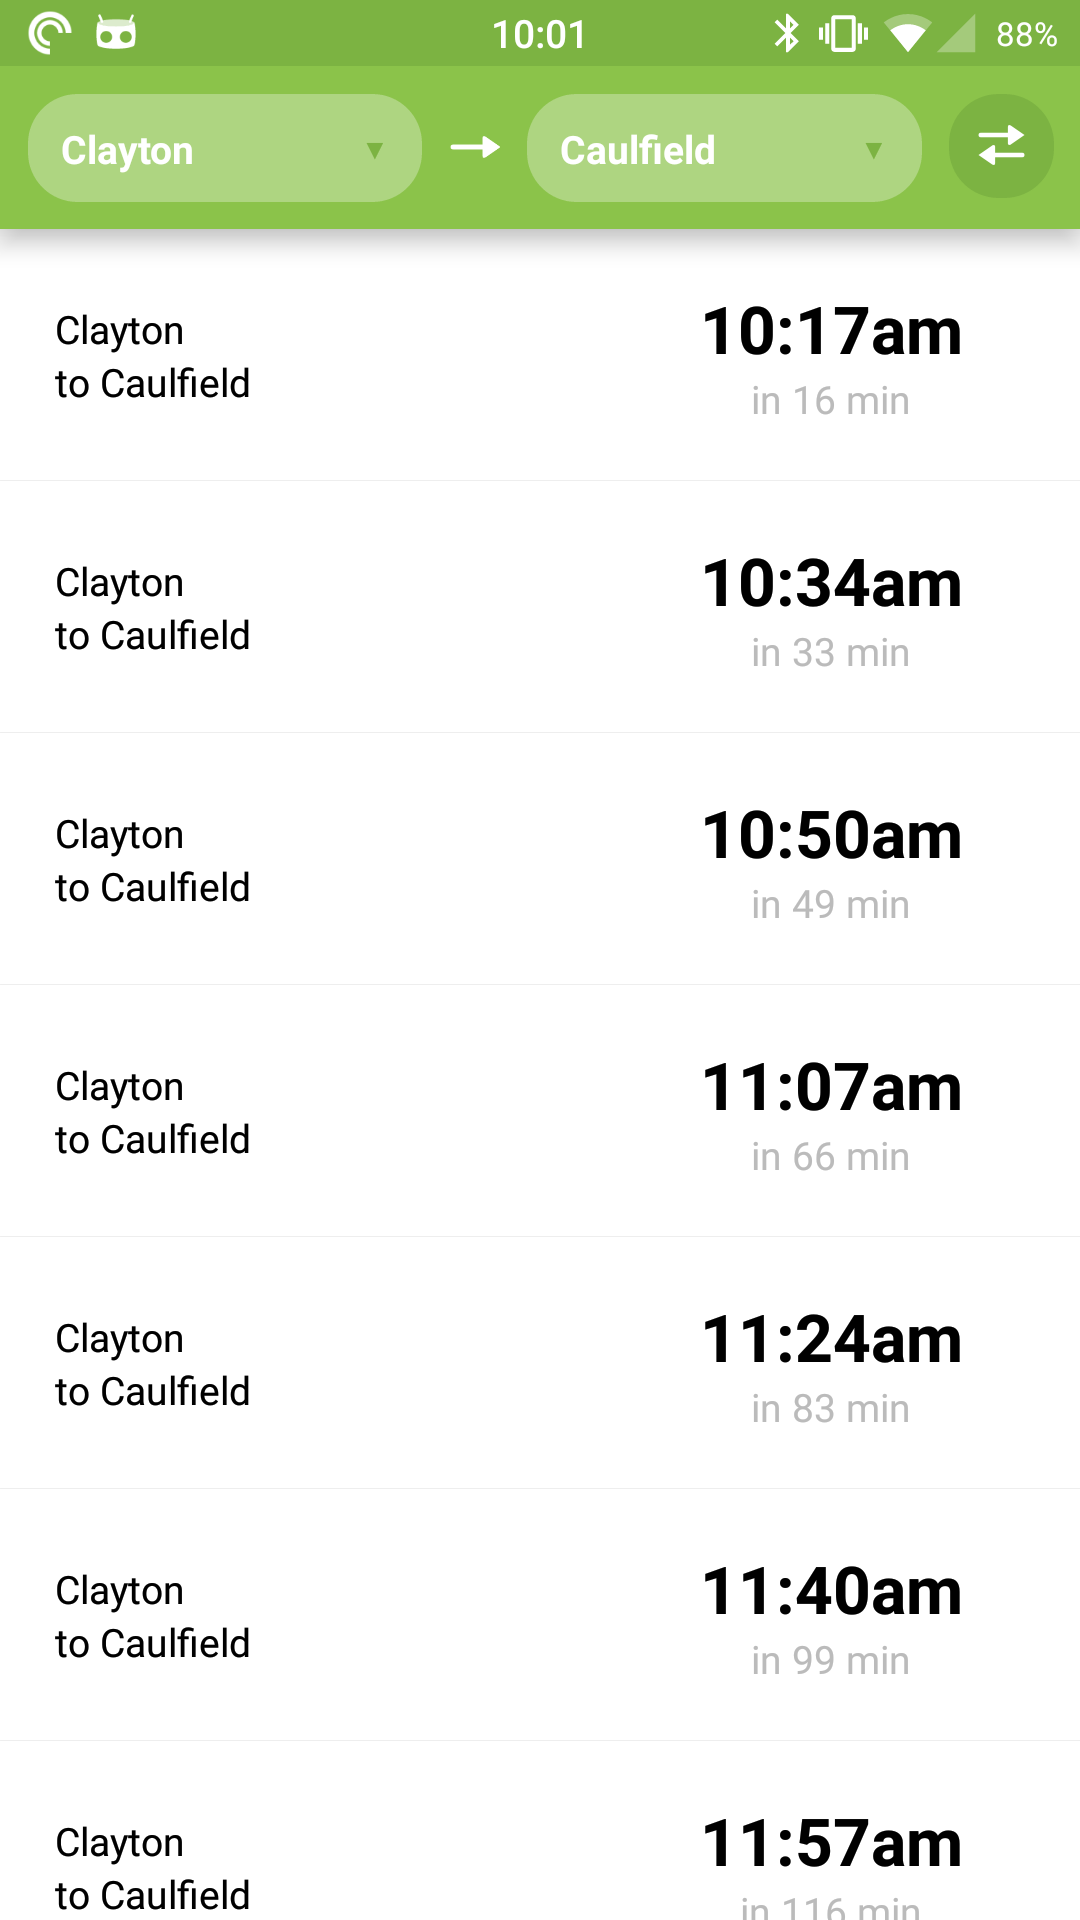 10:01
88%
Clayton ▼ → Caulfield ▼
Clayton
to Caulfield
10:17am
in 16 min
Clayton
to Caulfield
10:34am
in 33 min
Clayton
to Caulfield
10:50am
in 49 min
Clayton
to Caulfield
11:07am
in 66 min
Clayton
to Caulfield
11:24am
in 83 min
Clayton
to Caulfield
11:40am
in 99 min
Clayton
to Caulfield
11:57am
in 116 min